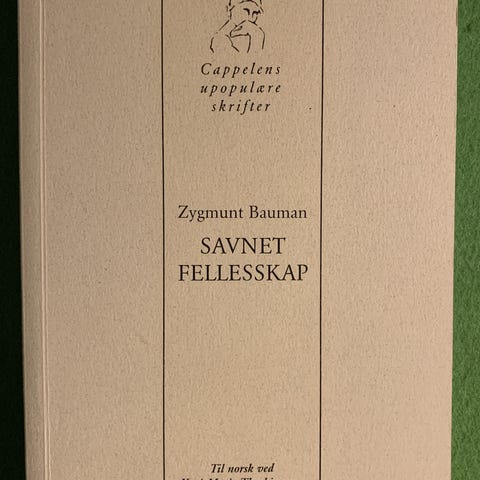 Cappelens
upopulære
skrifter
Zygmunt Bauman
SAVNET
FELLESSKAP
Til norsk ved